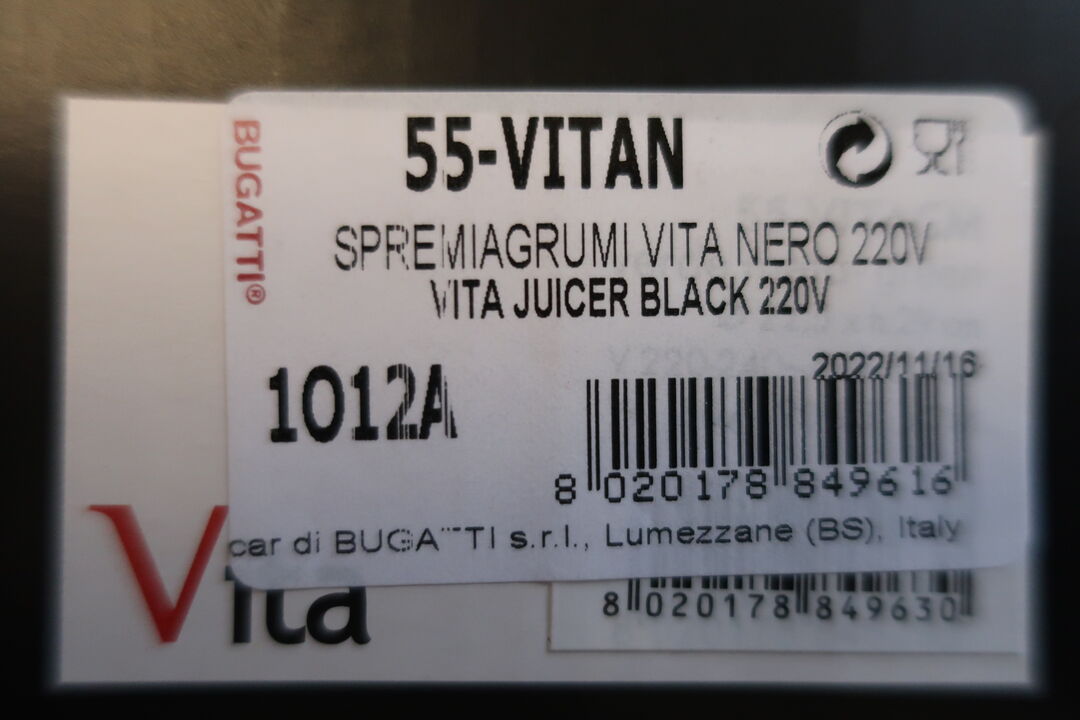 BUGATTI®
55-VITAN
SPREMIAGRUMI VITA NERO 220V
VITA JUICER BLACK 220V
1012A
2022/11/16
8 020178 849616
car di BUGATTI s.r.l., Lumezzane (BS), Italy
Vita
8 020178 849630